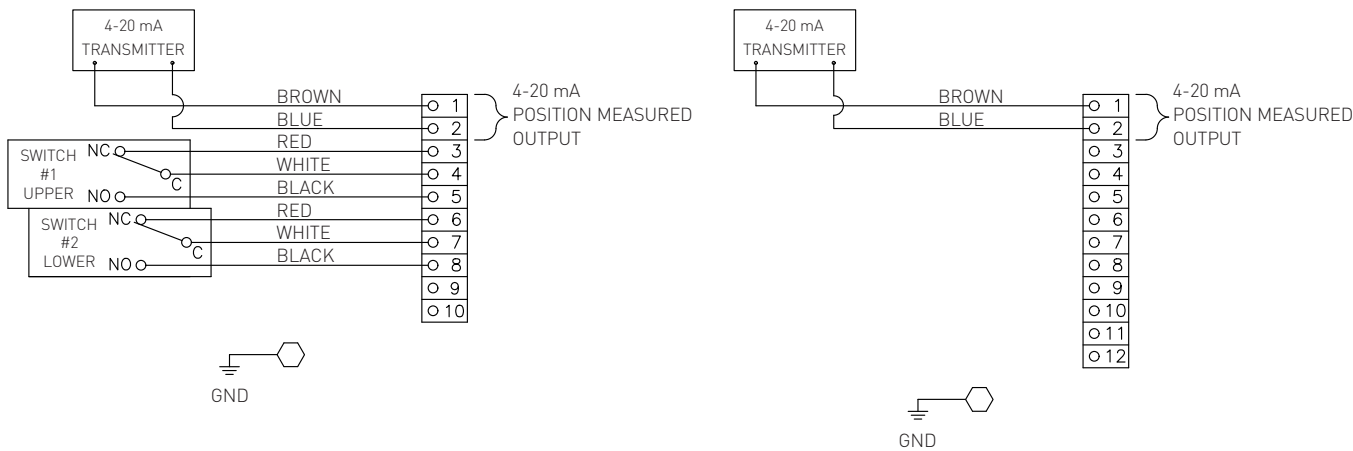 4-20 mA
TRANSMITTER
BROWN
BLUE
RED
WHITE
BLACK
RED
WHITE
BLACK
SWITCH
#1
UPPER
NC
C
NO
SWITCH
#2
LOWER
NC
C
NO
1
2
3
4
5
6
7
8
9
10
4-20 mA
POSITION MEASURED
OUTPUT
GND
4-20 mA
TRANSMITTER
BROWN
BLUE
1
2
3
4
5
6
7
8
9
10
11
12
4-20 mA
POSITION MEASURED
OUTPUT
GND